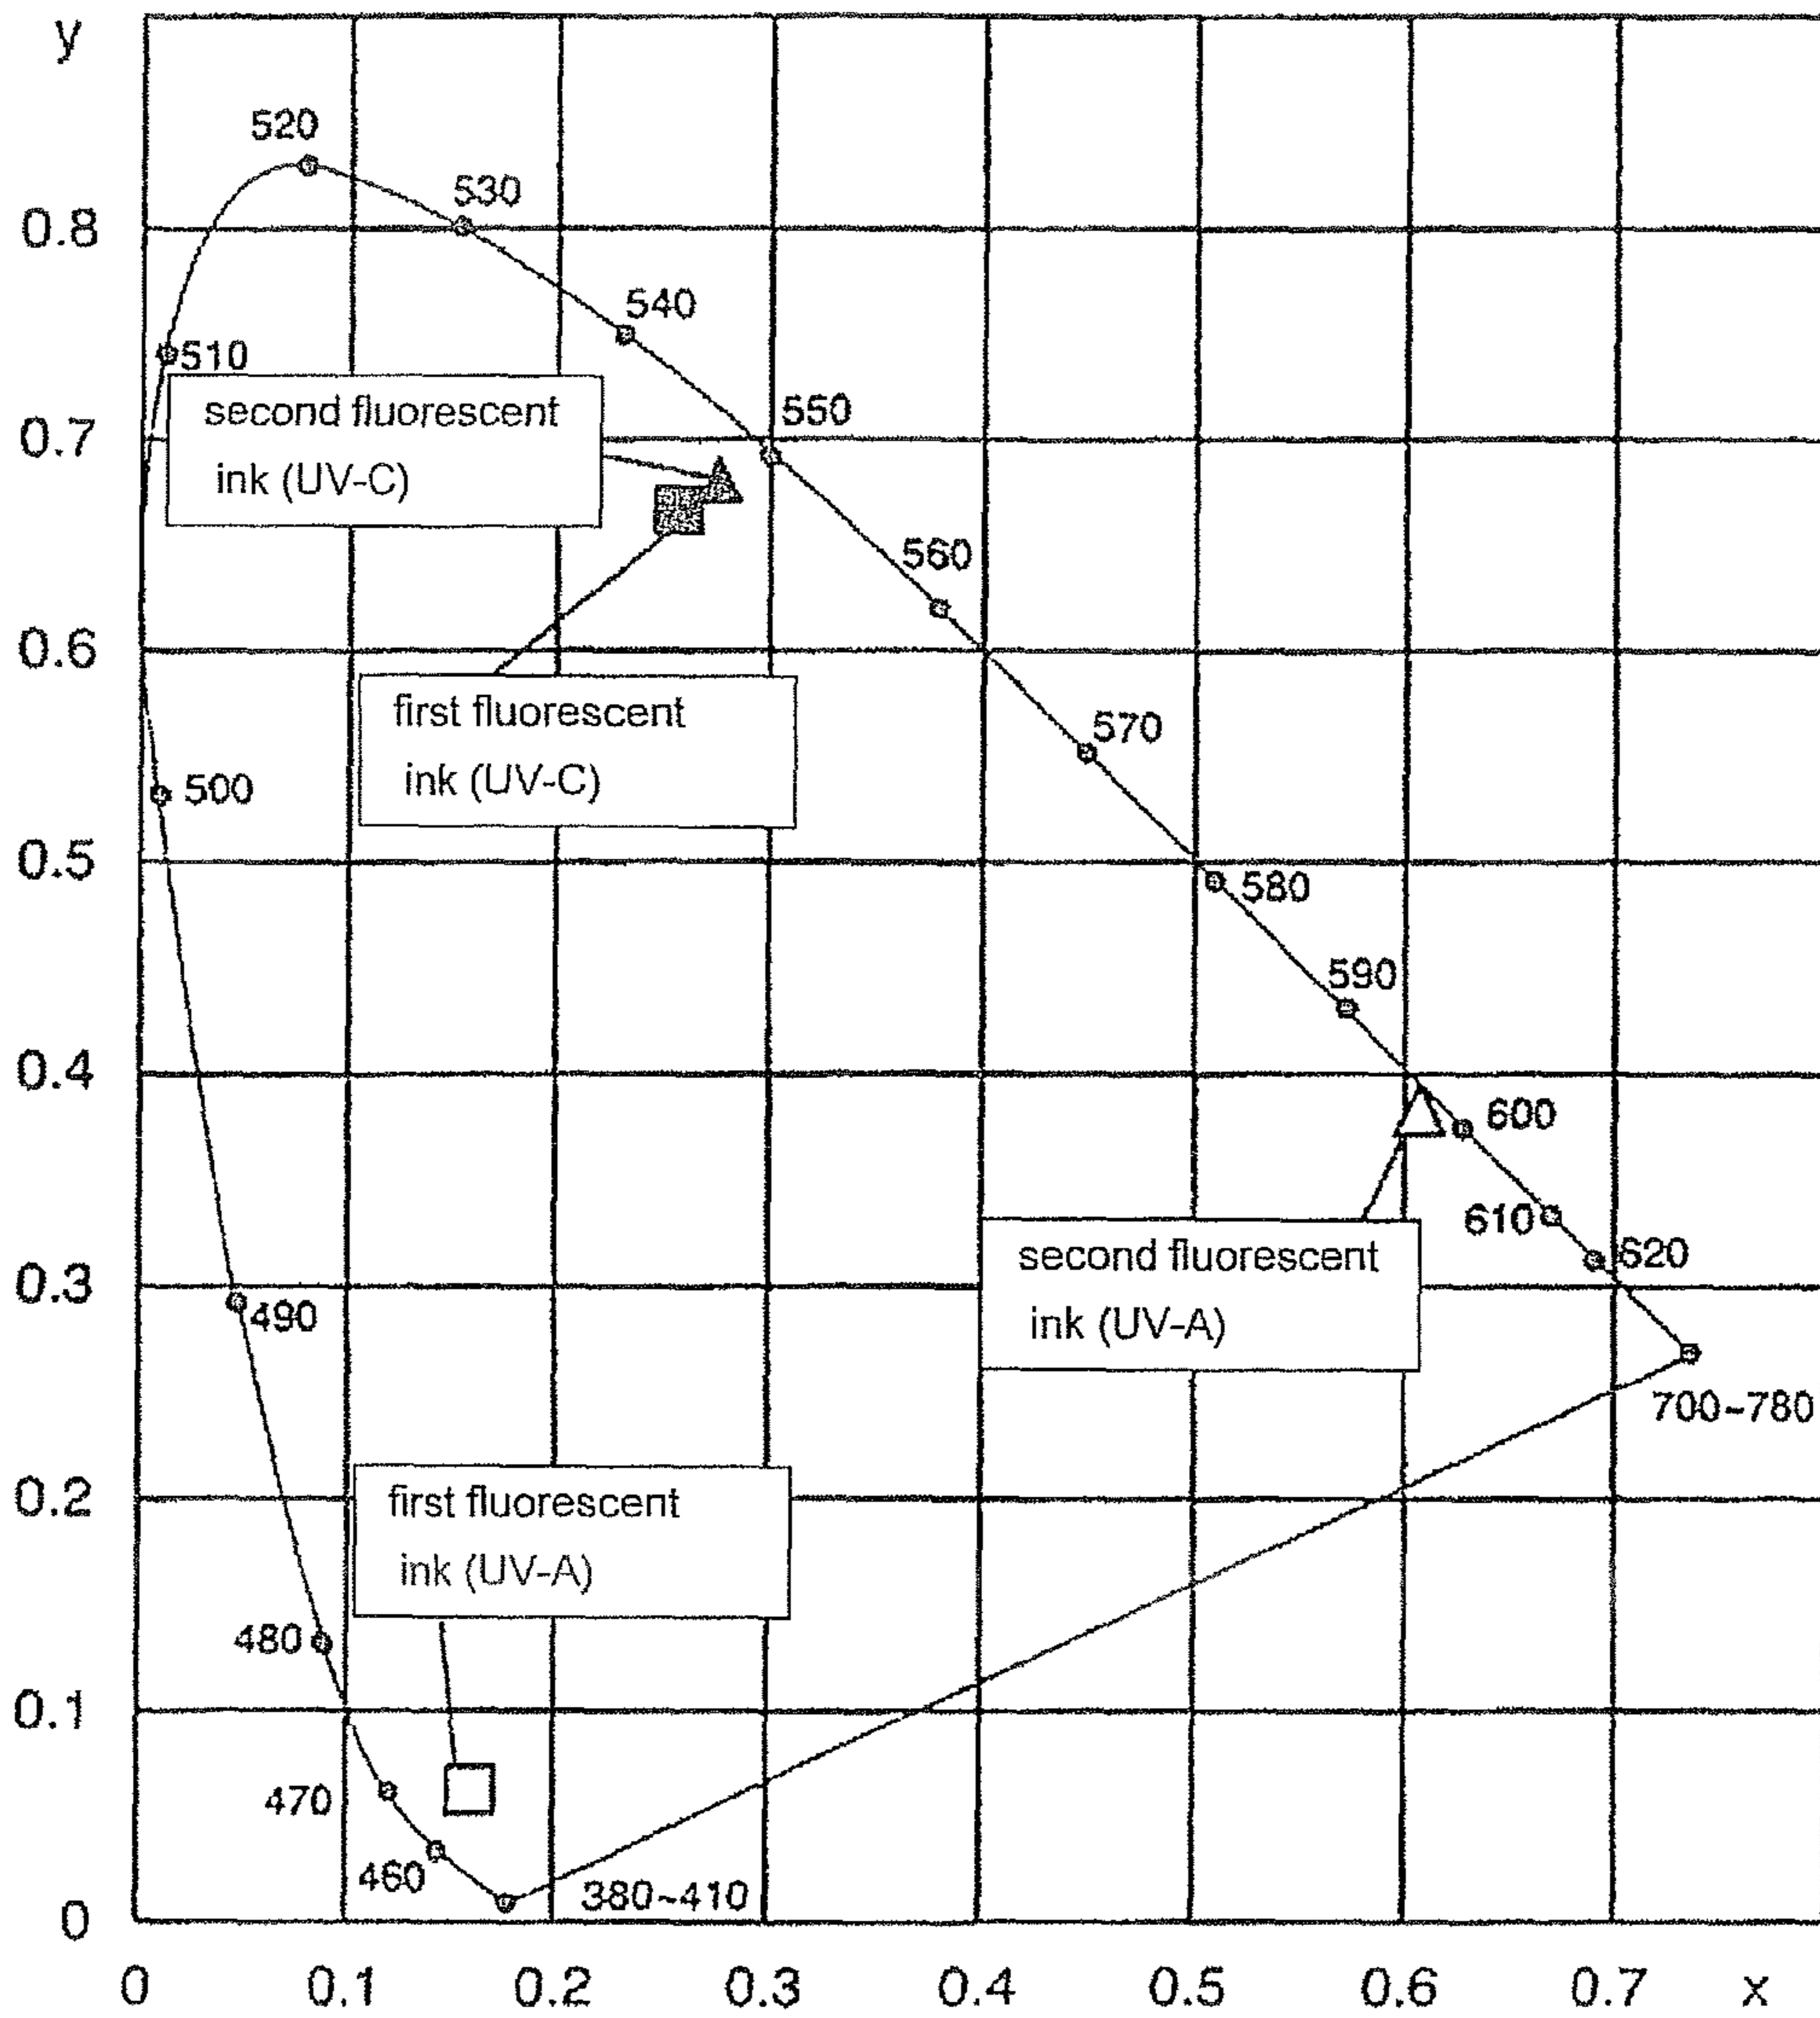 y
520
530
0.8
540
510
550
0.7
second fluorescent
ink (UV-C)
560
0.6
first fluorescent
ink (UV-C)
570
500
0.5
580
590
0.4
600
610
second fluorescent
ink (UV-A)
620
0.3
490
700~780
0.2
first fluorescent
ink (UV-A)
480
0.1
470
460
380~410
0
0 0.1 0.2 0.3 0.4 0.5 0.6 0.7 x